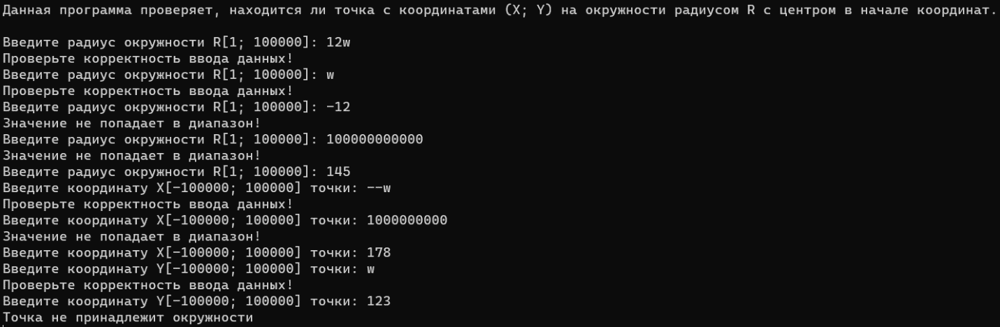 Данная программа проверяет, находится ли точка с координатами (X; Y) на окружности радиусом R с центром в начале координат.
Введите радиус окружности R[1; 100000]: 12w
Проверьте корректность ввода данных!
Введите радиус окружности R[1; 100000]: w
Проверьте корректность ввода данных!
Введите радиус окружности R[1; 100000]: -12
Значение не попадает в диапазон!
Введите радиус окружности R[1; 100000]: 100000000000
Значение не попадает в диапазон!
Введите радиус окружности R[1; 100000]: 145
Введите координату X[-100000; 100000] точки: --w
Проверьте корректность ввода данных!
Введите координату X[-100000; 100000] точки: 1000000000
Значение не попадает в диапазон!
Введите координату X[-100000; 100000] точки: 178
Введите координату Y[-100000; 100000] точки: w
Проверьте корректность ввода данных!
Введите координату Y[-100000; 100000] точки: 123
Точка не принадлежит окружности